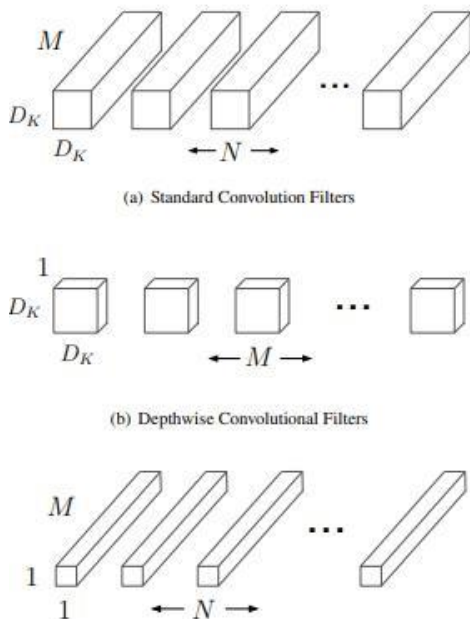 M
D_K
D_K
N
...
(a) Standard Convolution Filters
1
D_K
D_K
M
...
(b) Depthwise Convolutional Filters
M
1
1
N
...